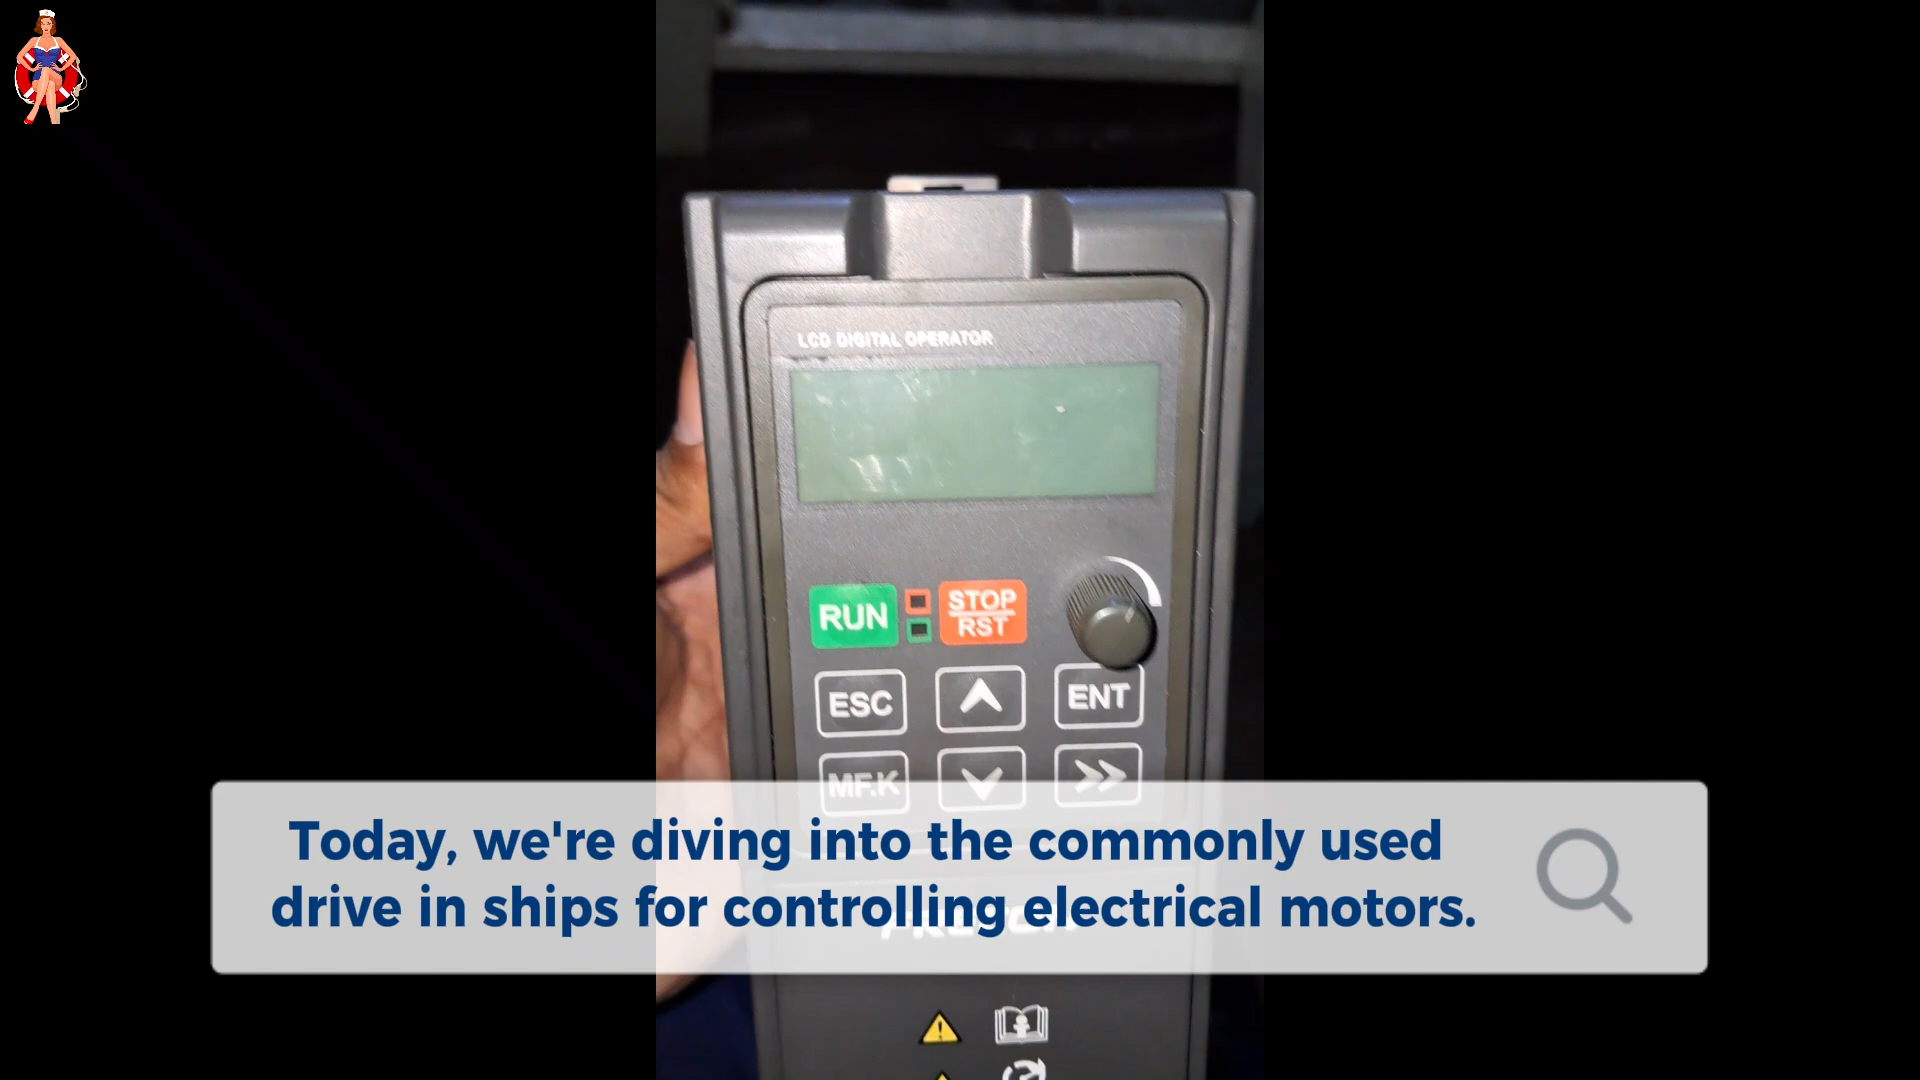 LCD DIGITAL OPERATOR
RUN
STOP
RST
ESC
ENT
MF.K
Today, we're diving into the commonly used
drive in ships for controlling electrical motors.